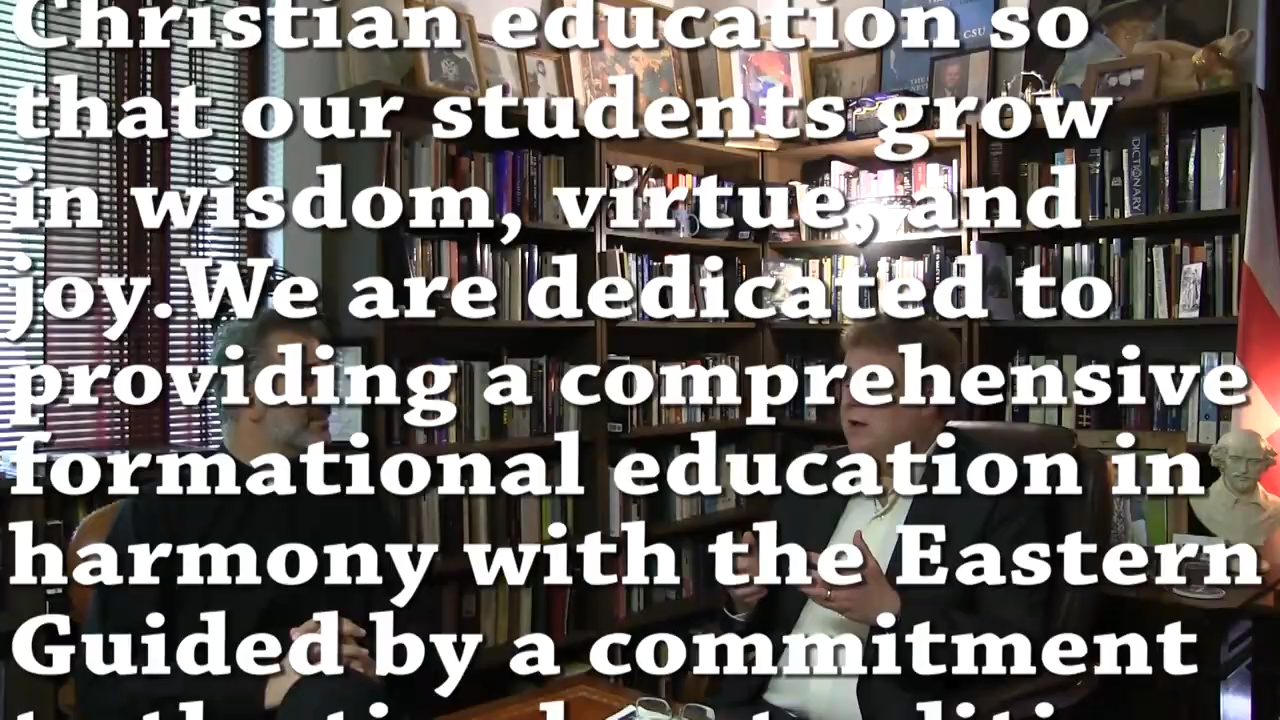 Christian education so
that our students grow
in wisdom, virtue, and
joy.We are dedicated to
providing a comprehensive
formational education in
harmony with the Eastern
Guided by a commitment
CSU
DICTIONARY